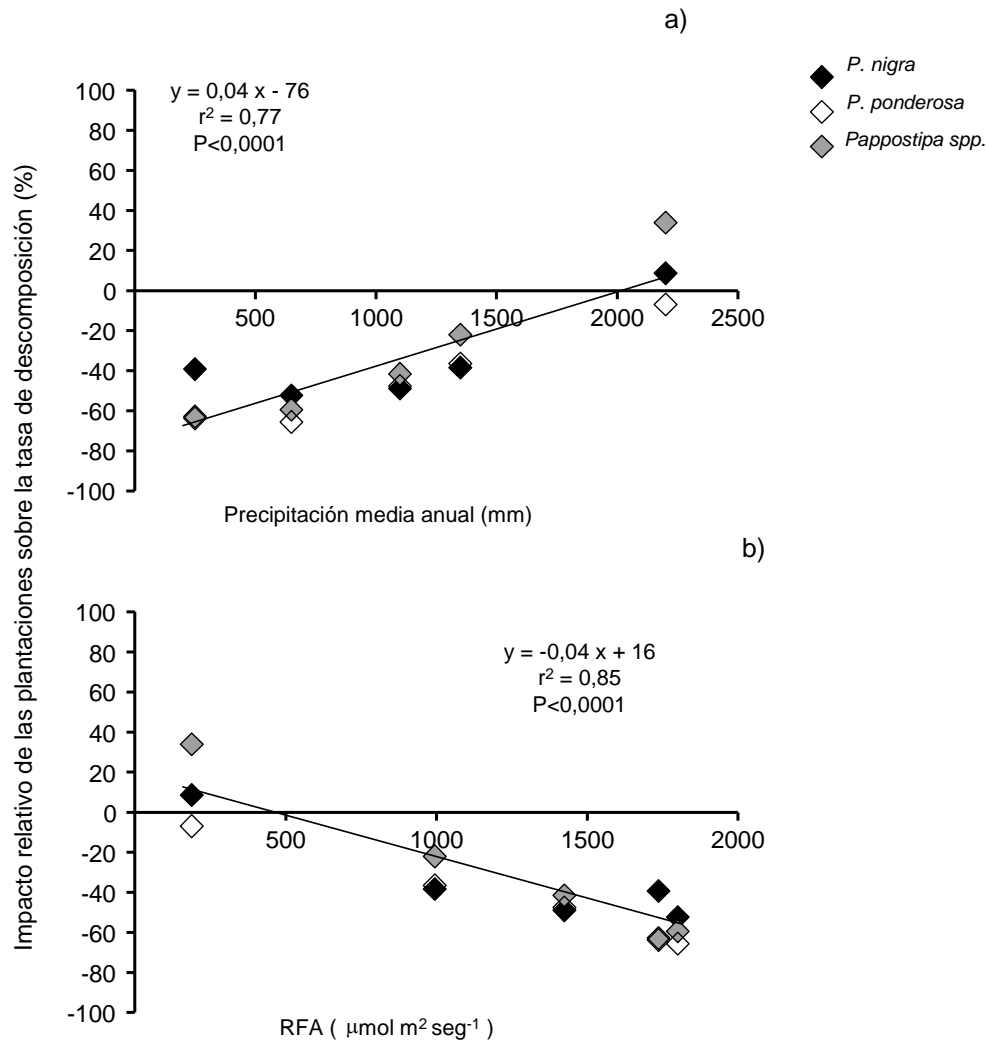 a)
P. nigra
P. ponderosa
Pappostipa spp.
y = 0,04 x - 76
r² = 0,77
P<0,0001
100
80
60
40
20
0
-20
-40
-60
-80
-100
500
1000
1500
2000
2500
Precipitación media anual (mm)
Impacto relativo de las plantaciones sobre la tasa de descomposición (%)
b)
y = -0,04 x + 16
r² = 0,85
P<0,0001
100
80
60
40
20
0
-20
-40
-60
-80
-100
500
1000
1500
2000
RFA ( μmol m² seg⁻¹ )